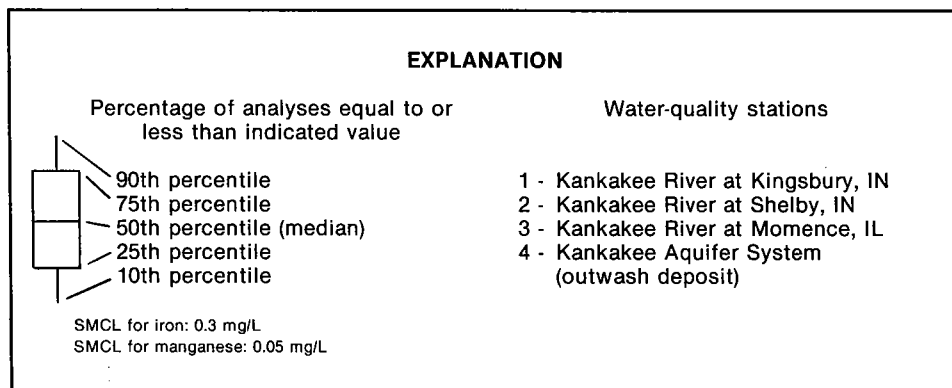 EXPLANATION
Percentage of analyses equal to or
less than indicated value
90th percentile
75th percentile
50th percentile (median)
25th percentile
10th percentile
SMCL for iron: 0.3 mg/L
SMCL for manganese: 0.05 mg/L
Water-quality stations
1 - Kankakee River at Kingsbury, IN
2 - Kankakee River at Shelby, IN
3 - Kankakee River at Momence, IL
4 - Kankakee Aquifer System
(outwash deposit)